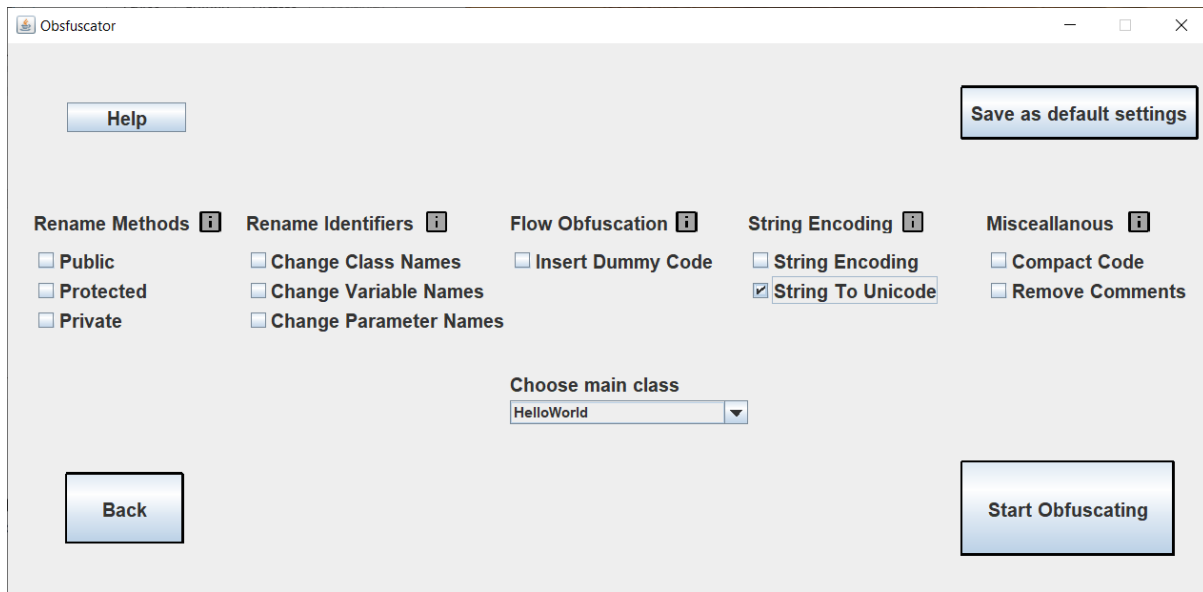 Obsfuscator
Help
Save as default settings
Rename Methods i
Rename Identifiers i
Flow Obfuscation i
String Encoding i
Misceallanous i
Public
Change Class Names
Insert Dummy Code
String Encoding
Compact Code
Protected
Change Variable Names
String To Unicode
Remove Comments
Private
Change Parameter Names
Choose main class
HelloWorld
Back
Start Obfuscating